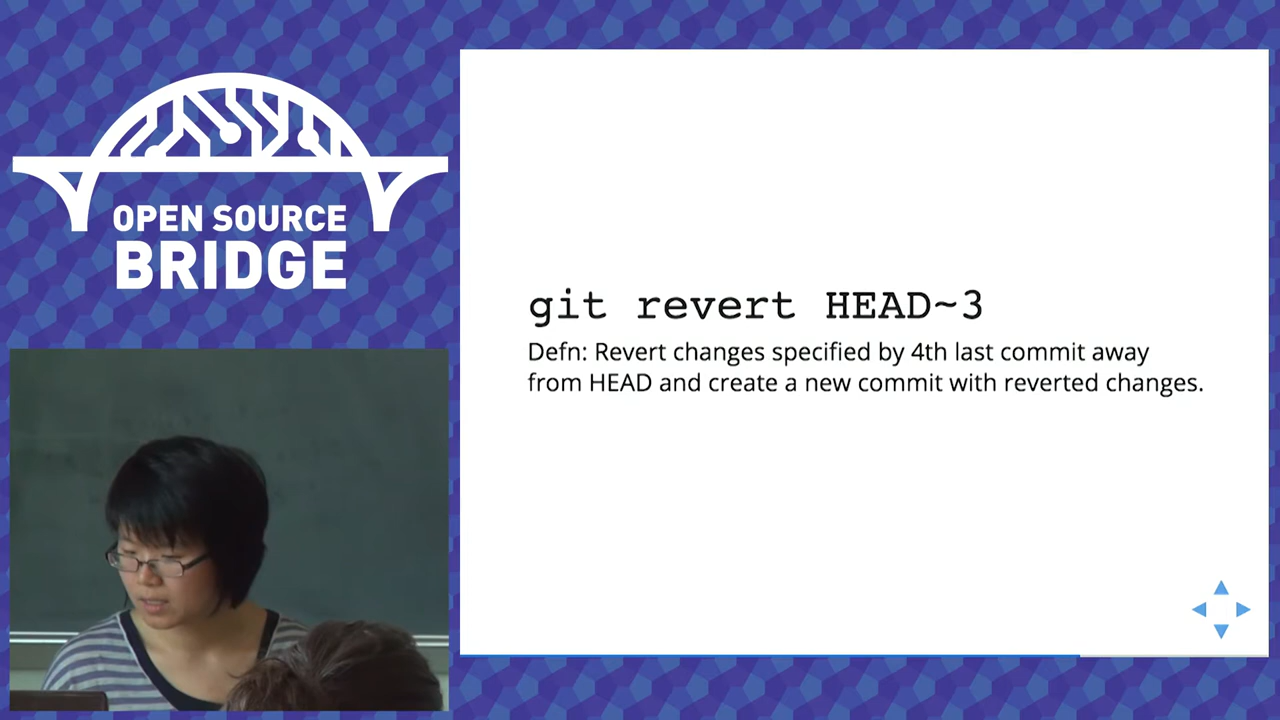 OPEN SOURCE
BRIDGE
git revert HEAD~3
Defn: Revert changes specified by 4th last commit away
from HEAD and create a new commit with reverted changes.